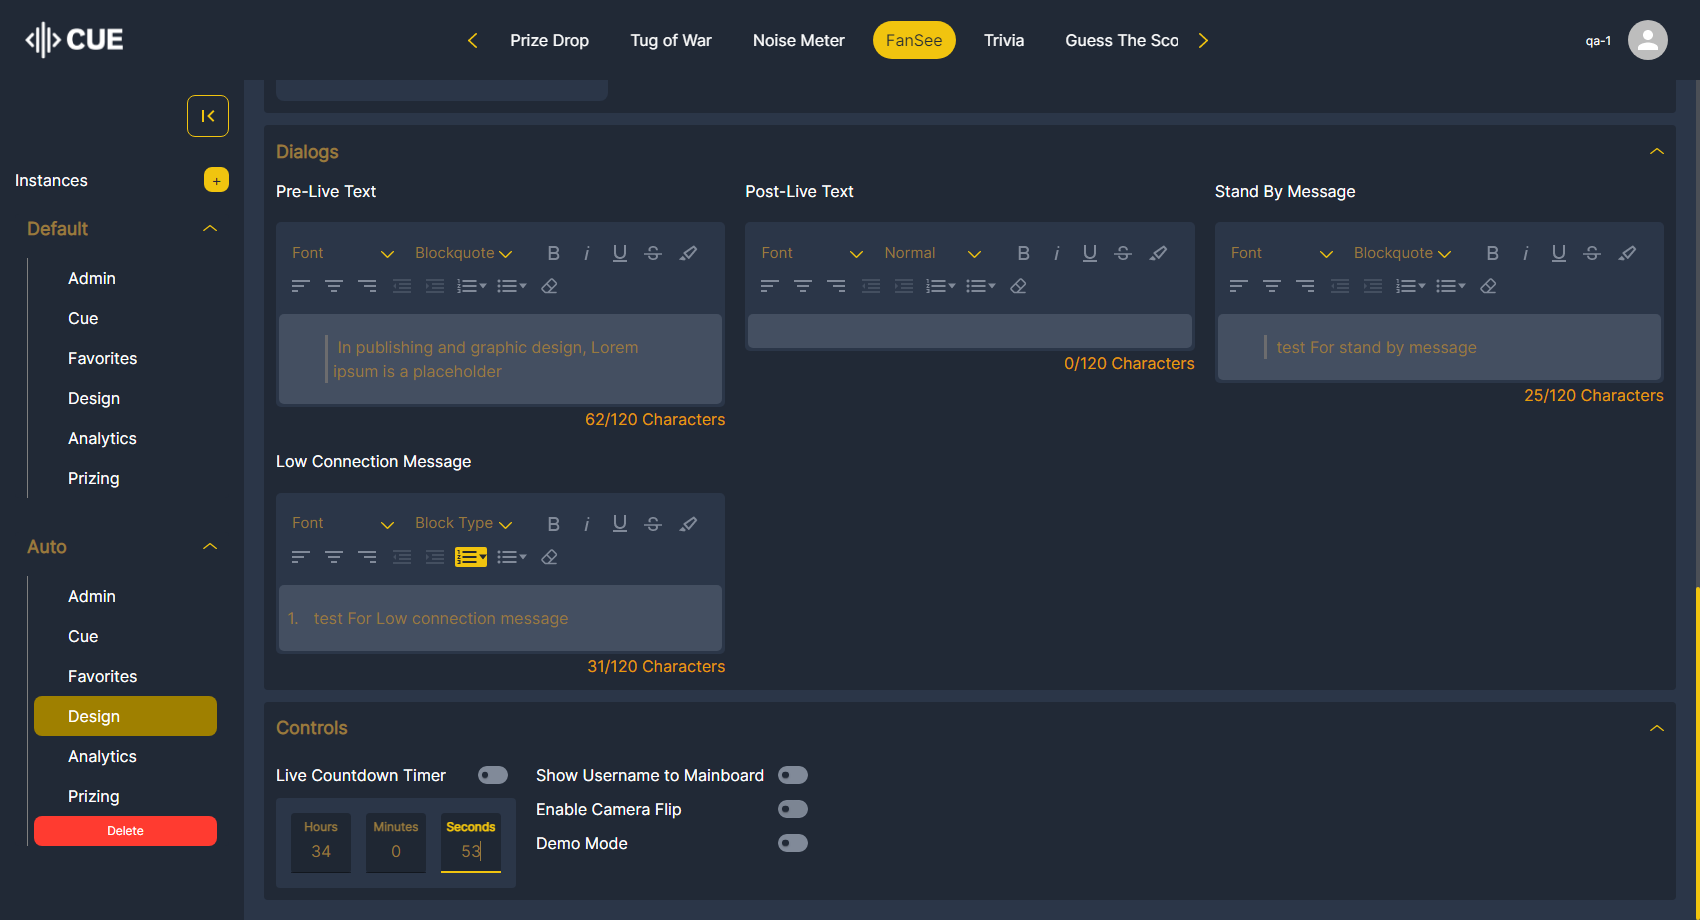 CUE
Prize Drop
Tug of War
Noise Meter
FanSee
Trivia
Guess The Sco
qa-1
Instances
+
Default
Admin
Cue
Favorites
Design
Analytics
Prizing
Auto
Admin
Cue
Favorites
Design
Analytics
Prizing
Delete
Dialogs
Pre-Live Text
Font
Blockquote
B i U S
In publishing and graphic design, Lorem
ipsum is a placeholder
62/120 Characters
Post-Live Text
Font
Normal
B i U S
0/120 Characters
Stand By Message
Font
Blockquote
B i U S
test For stand by message
25/120 Characters
Low Connection Message
Font
Block Type
B i U S
1. test For Low connection message
31/120 Characters
Controls
Live Countdown Timer
Hours
34
Minutes
0
Seconds
53
Show Username to Mainboard
Enable Camera Flip
Demo Mode